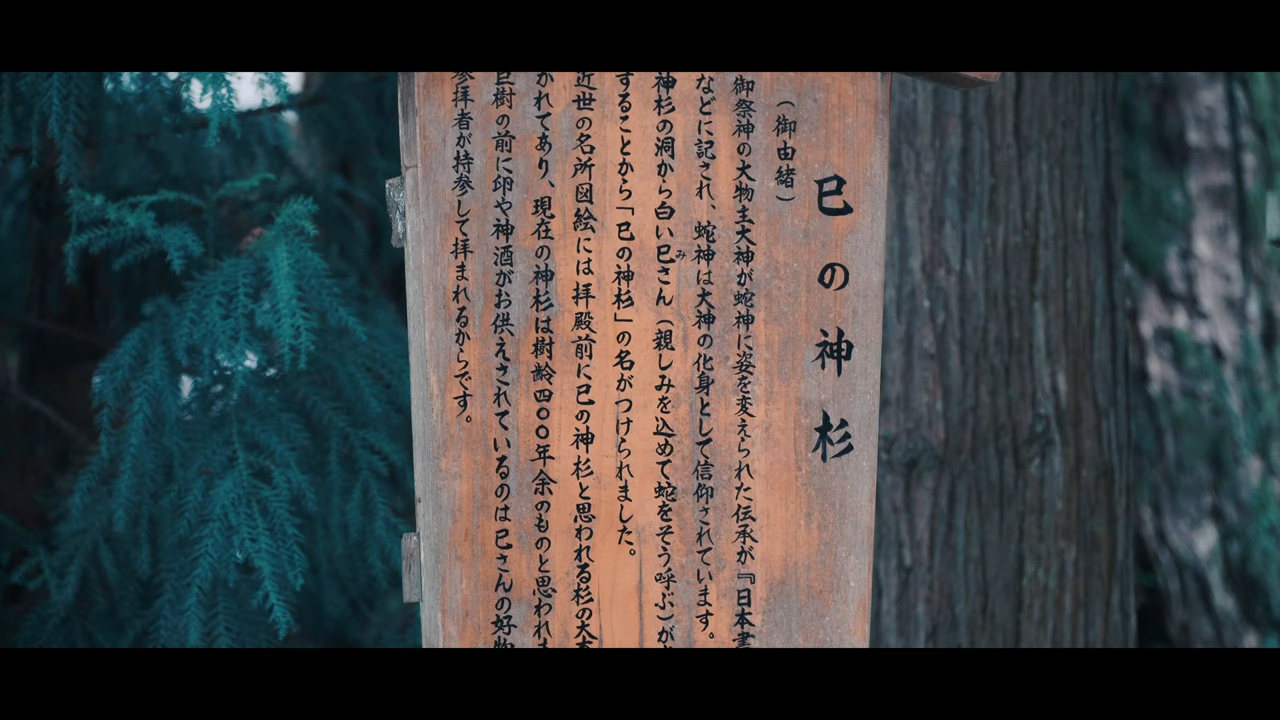 巳の神杉
（御由緒）
御祭神の大物主大神が蛇神に姿を変えられた伝承が『日本書
などに記され、蛇神は大神の化身として信仰されています。
神杉の洞から白い巳さん（親しみを込めて蛇をそう呼ぶ）が
み
することから「巳の神杉」の名がつけられました。
近世の名所図絵には拝殿前に巳の神杉と思われる杉の大
かれてあり、現在の神杉は樹齢四〇〇年余のものと思われ
巨樹の前に卵や神酒がお供えされているのは巳さんの好物
参拝者が持参して拝まれるからです。